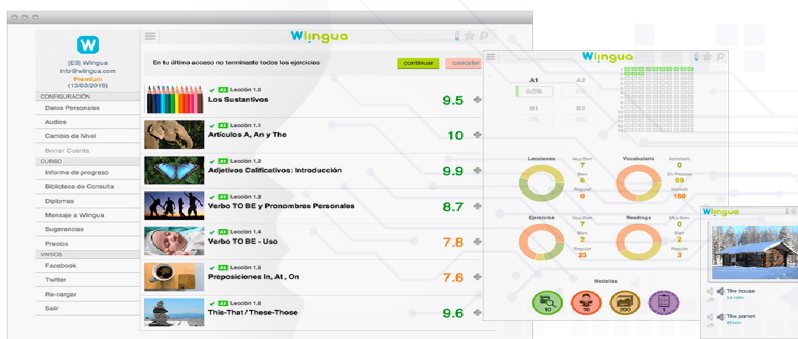 Wlingua
[ES] Wlingua
info@wlingua.com
Premium
(13/03/2015)
CONFIGURACIÓN
Datos Personales
Audios
Cambio de Nivel
Borrar Cuenta
CURSO
Informe de progreso
Biblioteca de Consulta
Diplomas
Mensaje a Wlingua
Sugerencias
Precios
VARIOS
Facebook
Twitter
Re-cargar
Salir
En tu último acceso no terminaste todos los ejercicios
continuar
cancelar
A1 Lección 1.0
Los Sustantivos
9.5
A1 Lección 1.1
Artículos A, An y The
10
A1 Lección 1.2
Adjetivos Calificativos: Introducción
9.9
A1 Lección 1.3
Verbo TO BE y Pronombres Personales
8.7
A1 Lección 1.4
Verbo TO BE - Uso
7.8
A1 Lección 1.5
Preposiciones In, At, On
7.6
A1 Lección 1.6
This-That / These-Those
9.6
Wlingua
A1
A2
B1
B2
Lecciones
Muy Bien
7
Bien
6
Regular
0
Vocabulario
0
En Proceso
59
169
Ejercicios
Muy Bien
7
Bien
2
Regular
23
Readings
Muy Bien
0
Bien
2
Regular
3
Medallas
10
10
200
1
Wlingua
The house
La casa
The parrot
El loro